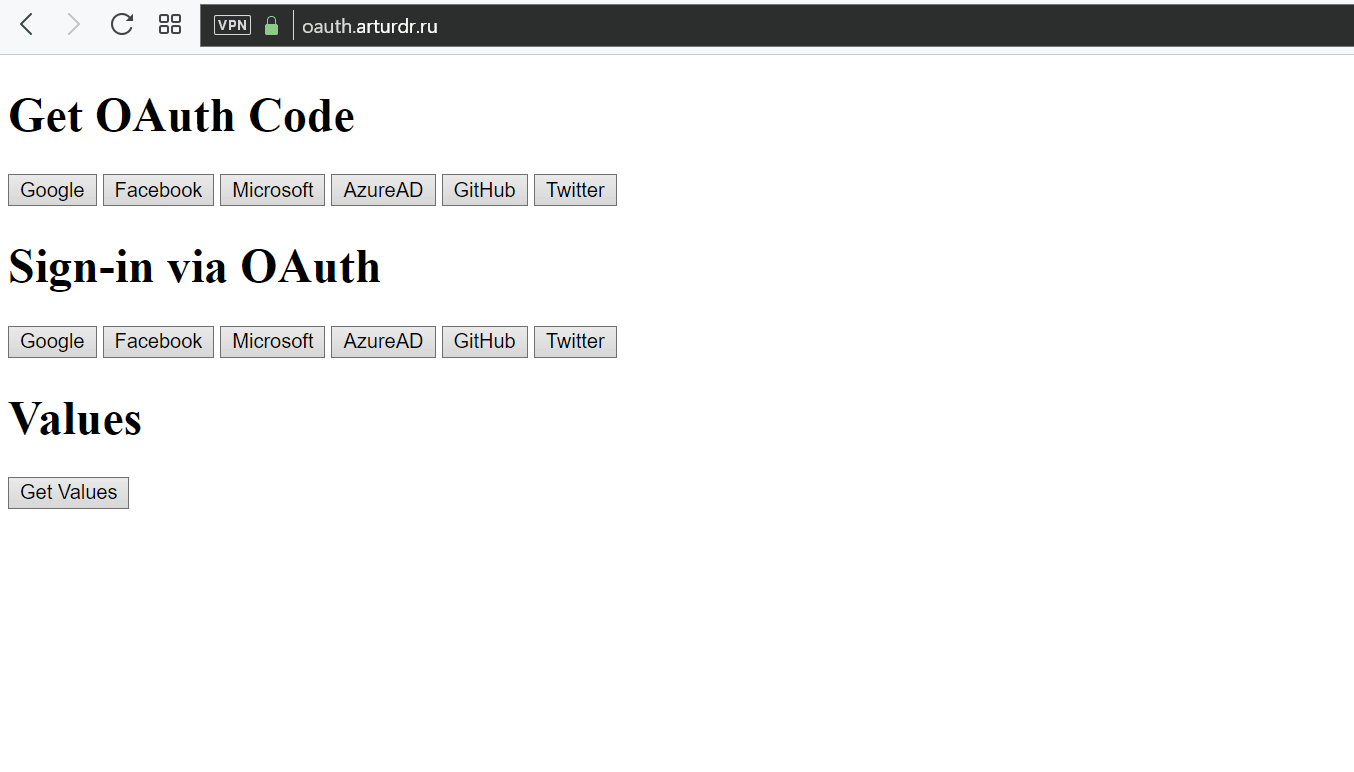 VPN oauth.arturdr.ru
Get OAuth Code
Google Facebook Microsoft AzureAD GitHub Twitter
Sign-in via OAuth
Google Facebook Microsoft AzureAD GitHub Twitter
Values
Get Values